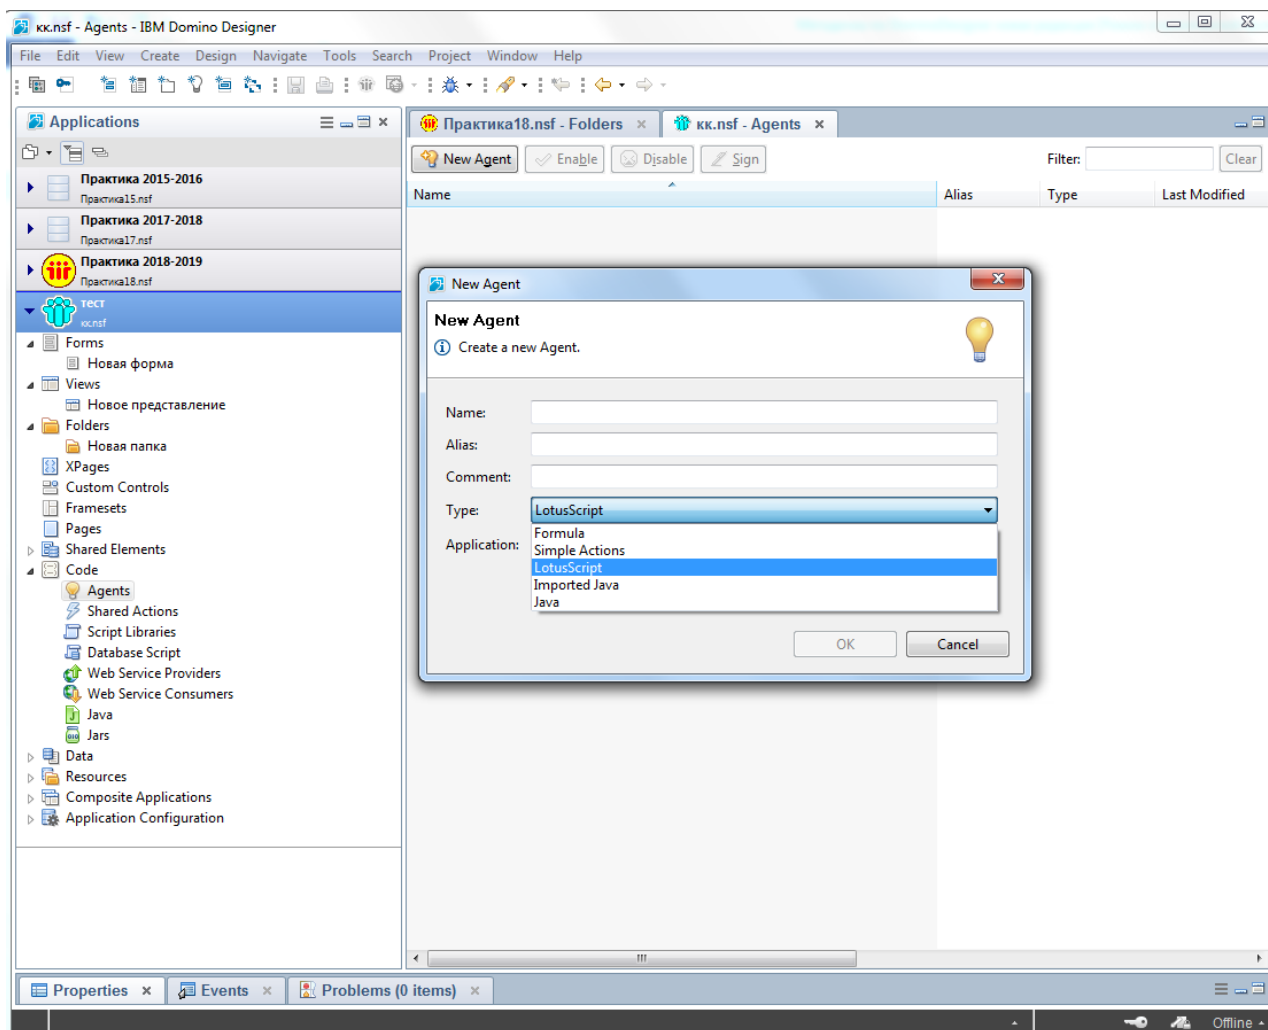 кк.nsf - Agents - IBM Domino Designer
File Edit View Create Design Navigate Tools Search Project Window Help
Applications
Практика18.nsf - Folders
кк.nsf - Agents
New Agent Enable Disable Sign Filter: Clear
Name Alias Type Last Modified
Практика 2015-2016
Практика15.nsf
Практика 2017-2018
Практика17.nsf
Практика 2018-2019
Практика18.nsf
тест
кк.nsf
Forms
Новая форма
Views
Новое представление
Folders
Новая папка
XPages
Custom Controls
Framesets
Pages
Shared Elements
Code
Agents
Shared Actions
Script Libraries
Database Script
Web Service Providers
Web Service Consumers
Java
Jars
Data
Resources
Composite Applications
Application Configuration
New Agent
New Agent
Create a new Agent.
Name:
Alias:
Comment:
Type: LotusScript
Application:
Formula
Simple Actions
LotusScript
Imported Java
Java
OK Cancel
Properties Events Problems (0 items)
Offline